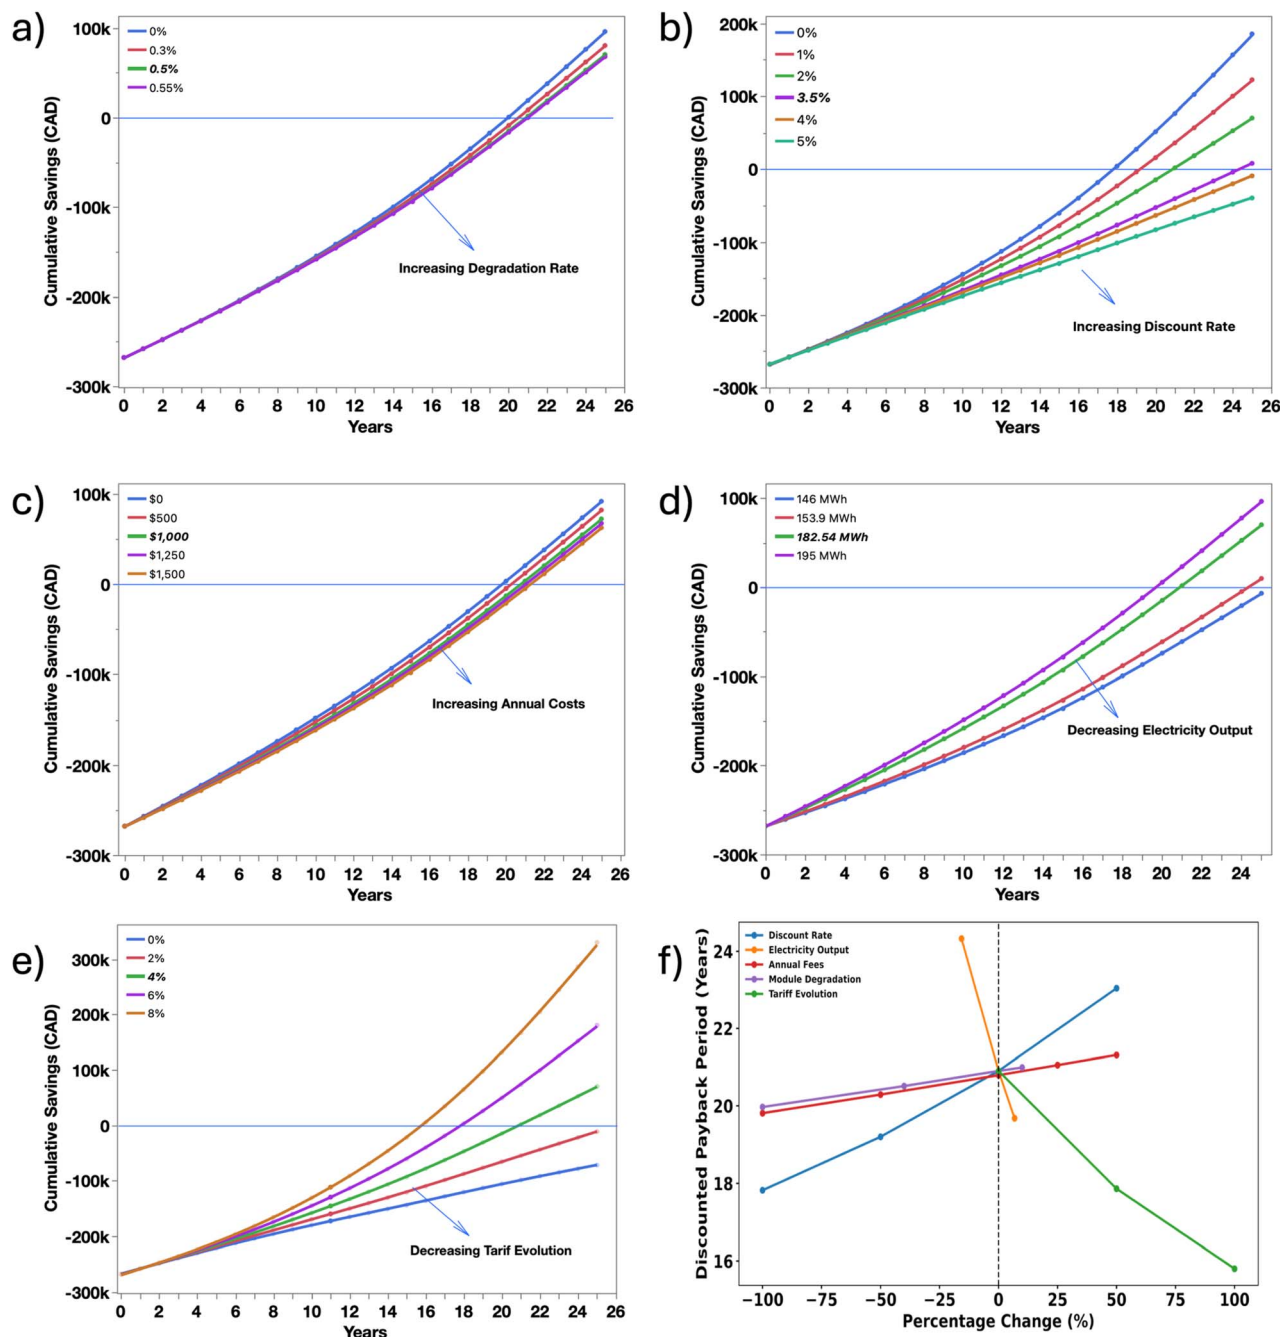 a)
100k
0
-100k
-200k
-300k
Cumulative Savings (CAD)
0%
0.3%
0.5%
0.55%
Increasing Degradation Rate
0 2 4 6 8 10 12 14 16 18 20 22 24 26
Years
b)
200k
100k
0
-100k
-200k
-300k
Cumulative Savings (CAD)
0%
1%
2%
3.5%
4%
5%
Increasing Discount Rate
0 2 4 6 8 10 12 14 16 18 20 22 24 26
Years
c)
100k
0
-100k
-200k
-300k
Cumulative Savings (CAD)
$0
$500
$1,000
$1,250
$1,500
Increasing Annual Costs
0 2 4 6 8 10 12 14 16 18 20 22 24 26
Years
d)
100k
0
-100k
-200k
-300k
Cumulative Savings (CAD)
146 MWh
153.9 MWh
182.54 MWh
195 MWh
Decreasing Electricity Output
0 2 4 6 8 10 12 14 16 18 20 22 24
Years
e)
300k
200k
100k
0
-100k
-200k
-300k
Cumulative Savings (CAD)
0%
2%
4%
6%
8%
Decreasing Tarif Evolution
0 2 4 6 8 10 12 14 16 18 20 22 24 26
Years
f)
24
22
20
18
16
Discounted Payback Period (Years)
Discount Rate
Electricity Output
Annual Fees
Module Degradation
Tariff Evolution
−100 −75 −50 −25 0 25 50 75 100
Percentage Change (%)